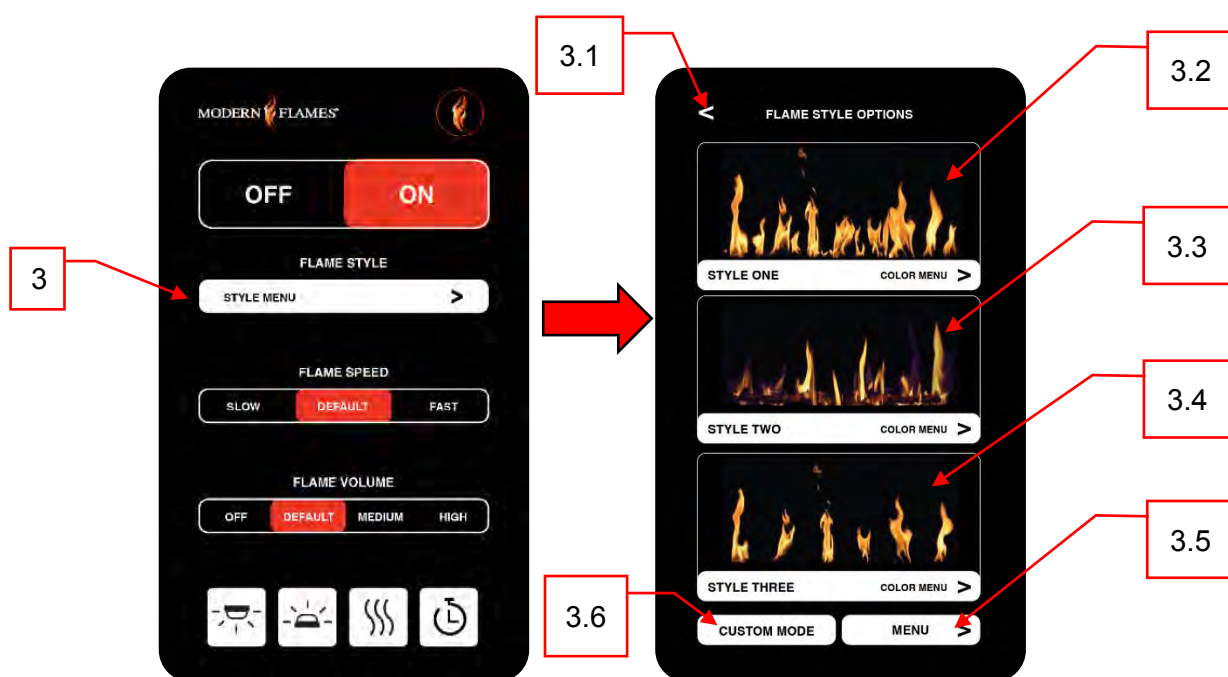 3.1
3.2
3.3
3.4
3.5
3.6
3
MODERN FLAMES®
OFF ON
FLAME STYLE
STYLE MENU >
FLAME SPEED
SLOW DEFAULT FAST
FLAME VOLUME
OFF DEFAULT MEDIUM HIGH
< FLAME STYLE OPTIONS
STYLE ONE COLOR MENU >
STYLE TWO COLOR MENU >
STYLE THREE COLOR MENU >
CUSTOM MODE MENU >